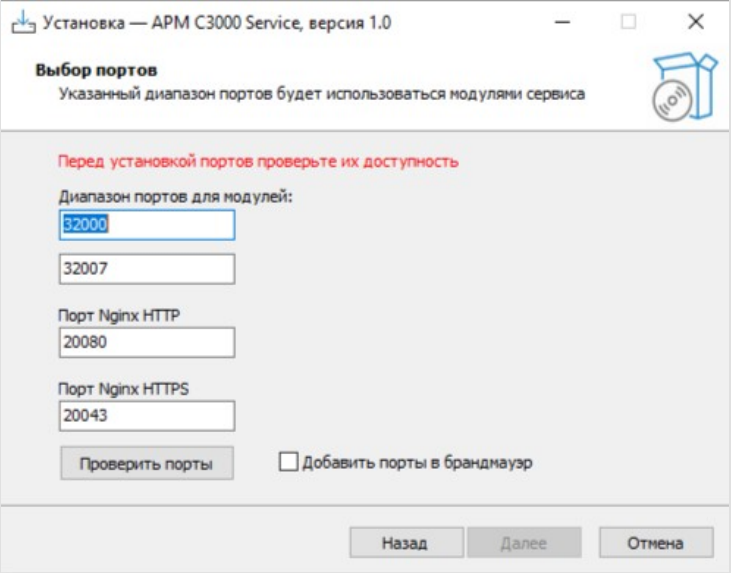 Установка — АРМ С3000 Service, версия 1.0
Выбор портов
Указанный диапазон портов будет использоваться модулями сервиса
Перед установкой портов проверьте их доступность
Диапазон портов для модулей:
32000
32007
Порт Nginx HTTP
20080
Порт Nginx HTTPS
20043
Проверить порты
Добавить порты в брандмауэр
Назад
Далее
Отмена